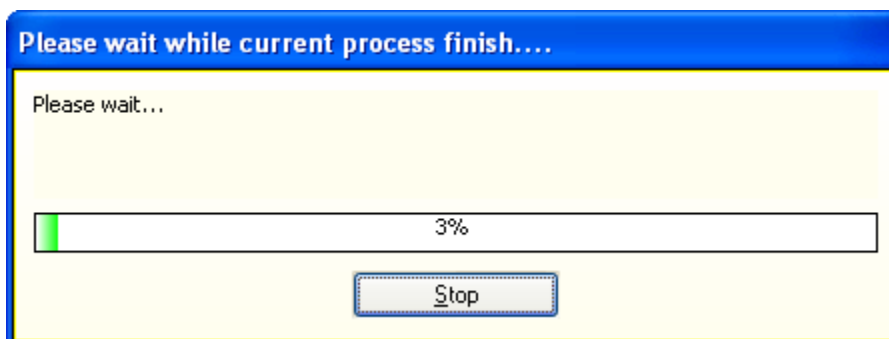 Please wait while current process finish....
Please wait...
3%
Stop